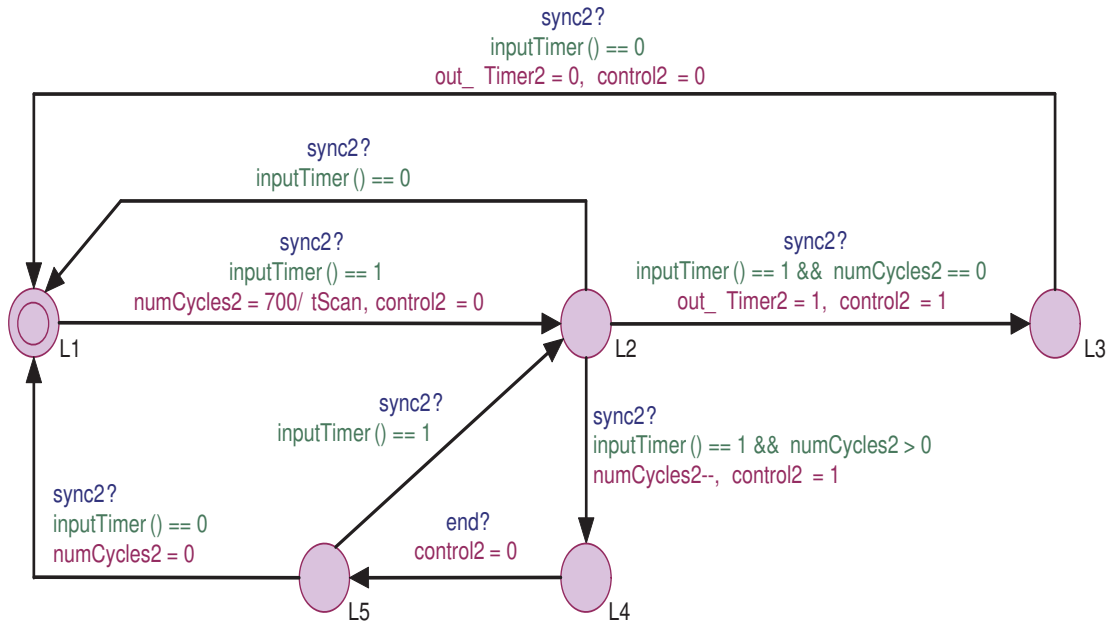 sync2?
inputTimer () == 0
out_ Timer2 = 0, control2 = 0
sync2?
inputTimer () == 0
sync2?
inputTimer () == 1
numCycles2 = 700/ tScan, control2 = 0
sync2?
inputTimer () == 1 && numCycles2 == 0
out_ Timer2 = 1, control2 = 1
L1
L2
L3
sync2?
inputTimer () == 1
sync2?
inputTimer () == 1 && numCycles2 > 0
numCycles2--, control2 = 1
sync2?
inputTimer () == 0
numCycles2 = 0
end?
control2 = 0
L5
L4